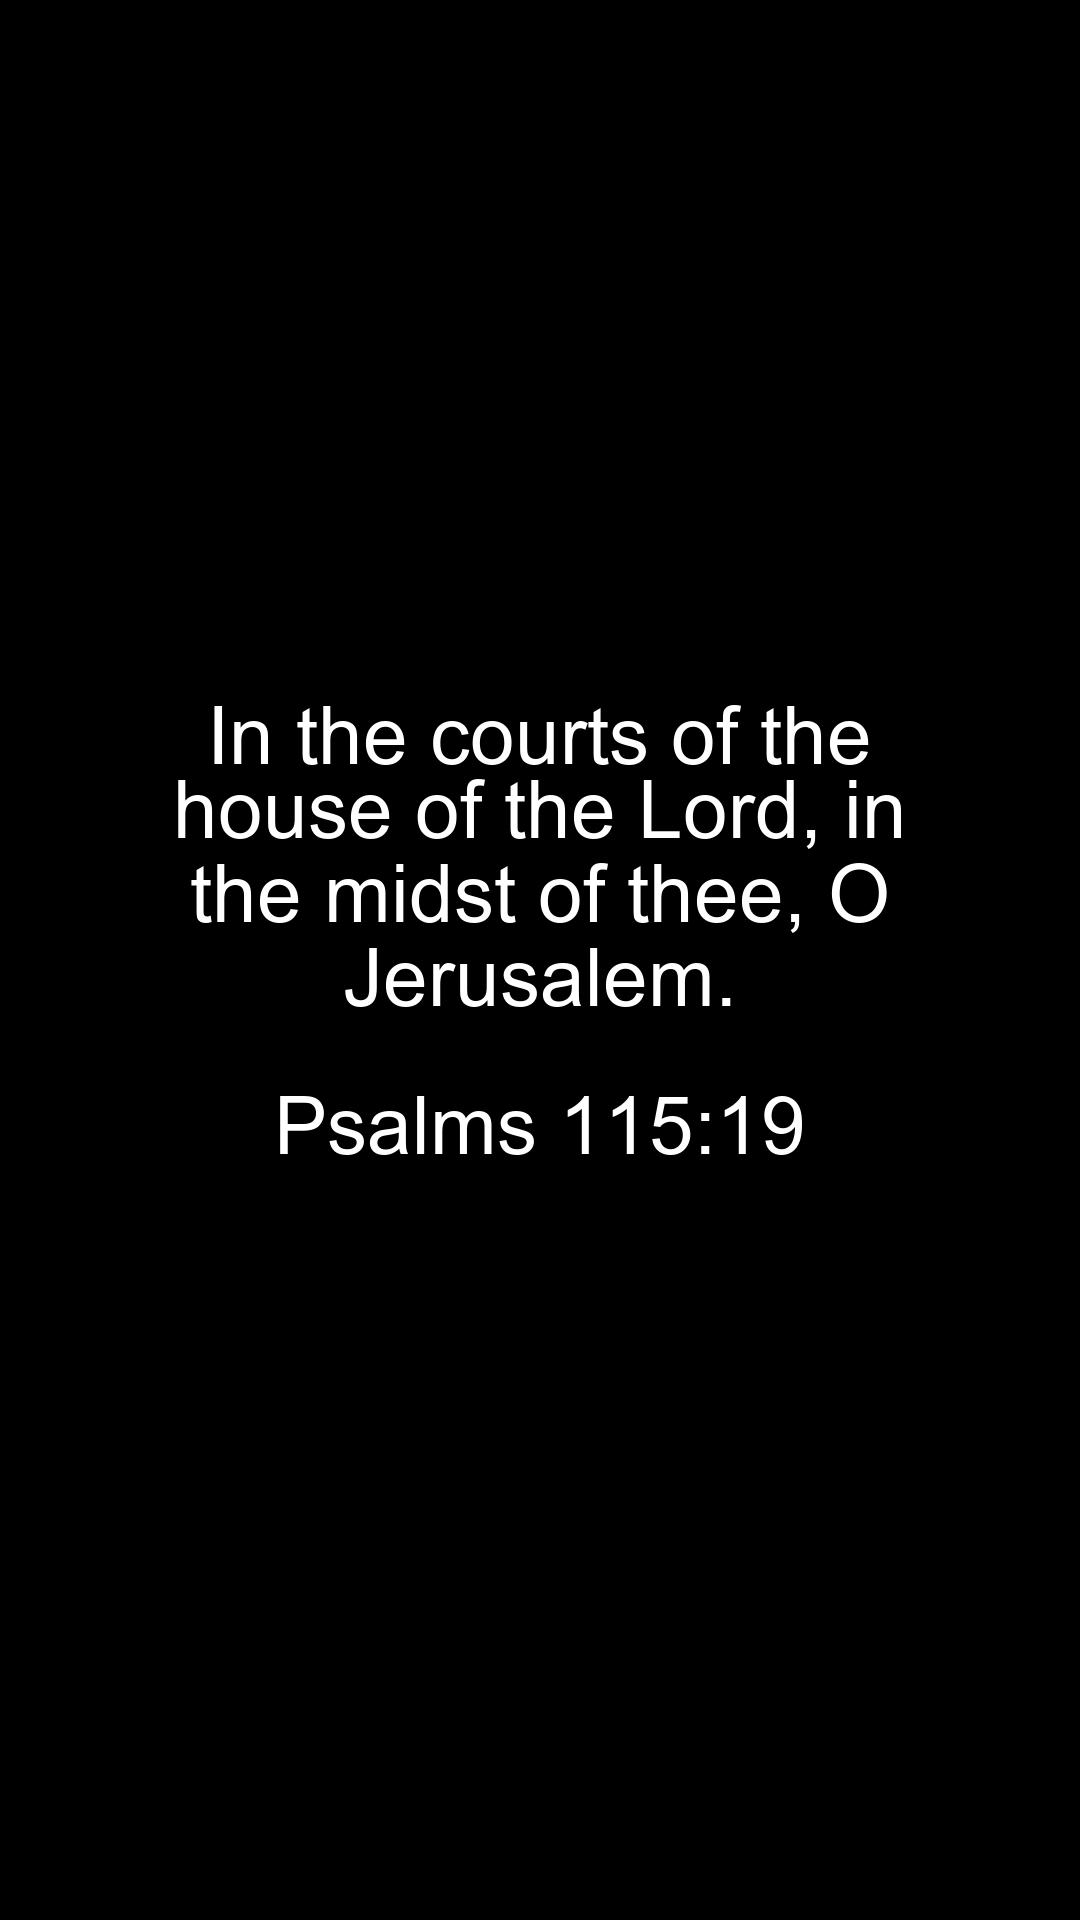 In the courts of the
house of the Lord, in
the midst of thee, O
Jerusalem.
Psalms 115:19